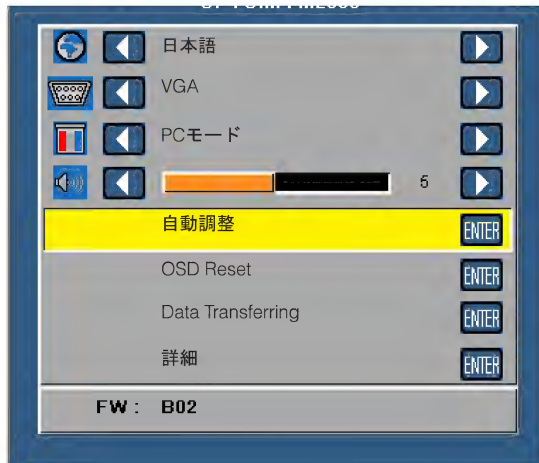 日本語
VGA
PCモード
5
自動調整 ENTER
OSD Reset ENTER
Data Transferring ENTER
詳細 ENTER
FW : B02